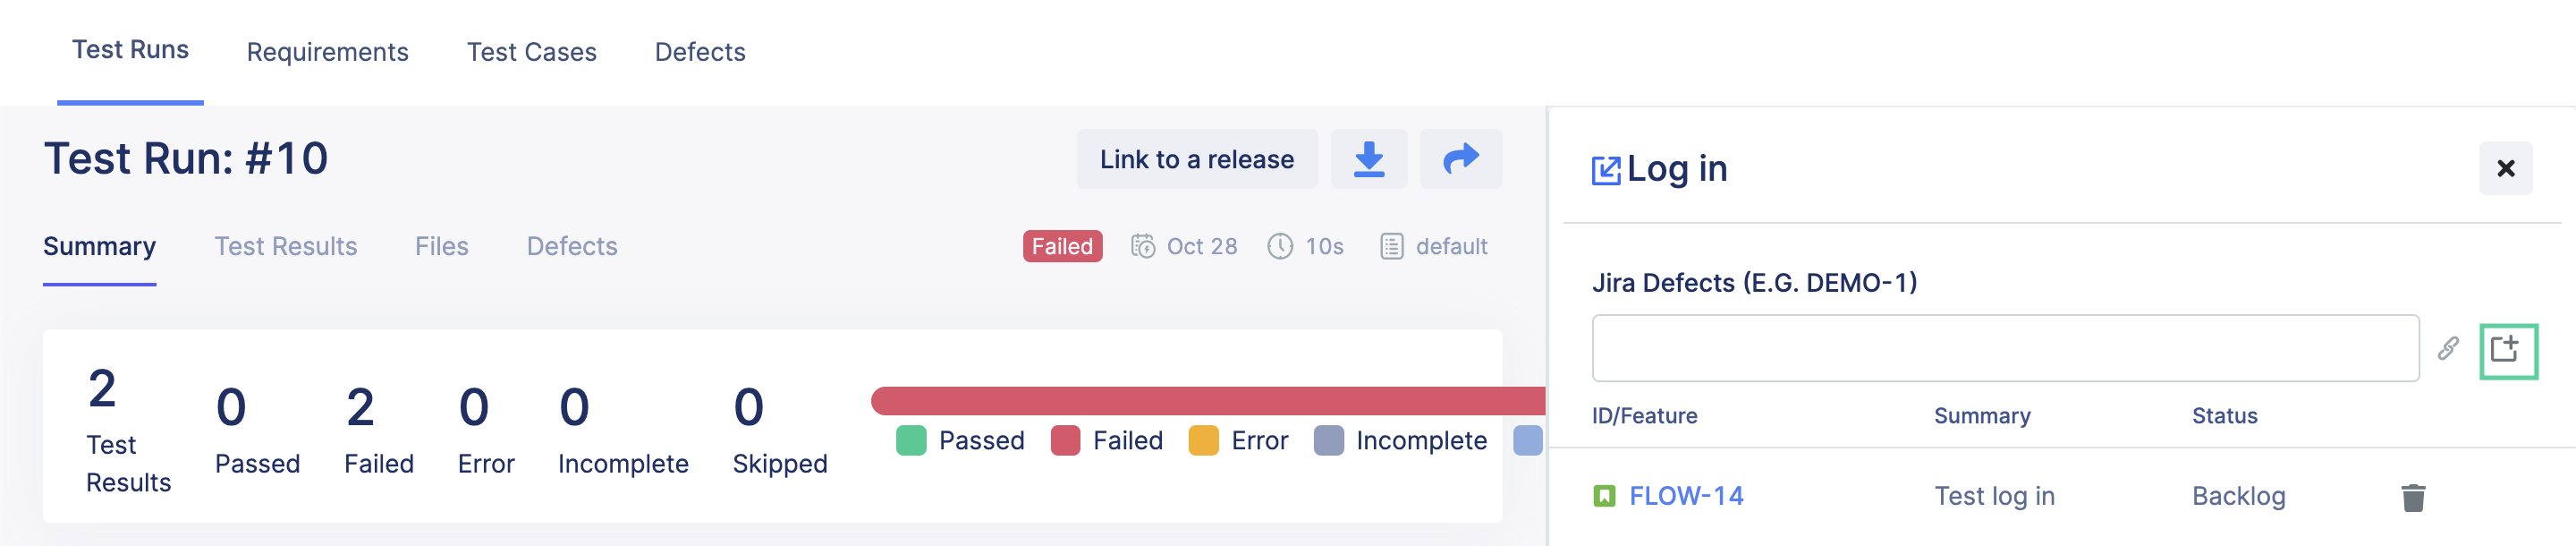 Test Runs Requirements Test Cases Defects
Test Run: #10 Link to a release
Summary Test Results Files Defects Failed Oct 28 10s default
2 Test Results
0 Passed
2 Failed
0 Error
0 Incomplete
0 Skipped
Passed Failed Error Incomplete
Log in
Jira Defects (E.G. DEMO-1)
ID/Feature Summary Status
FLOW-14 Test log in Backlog